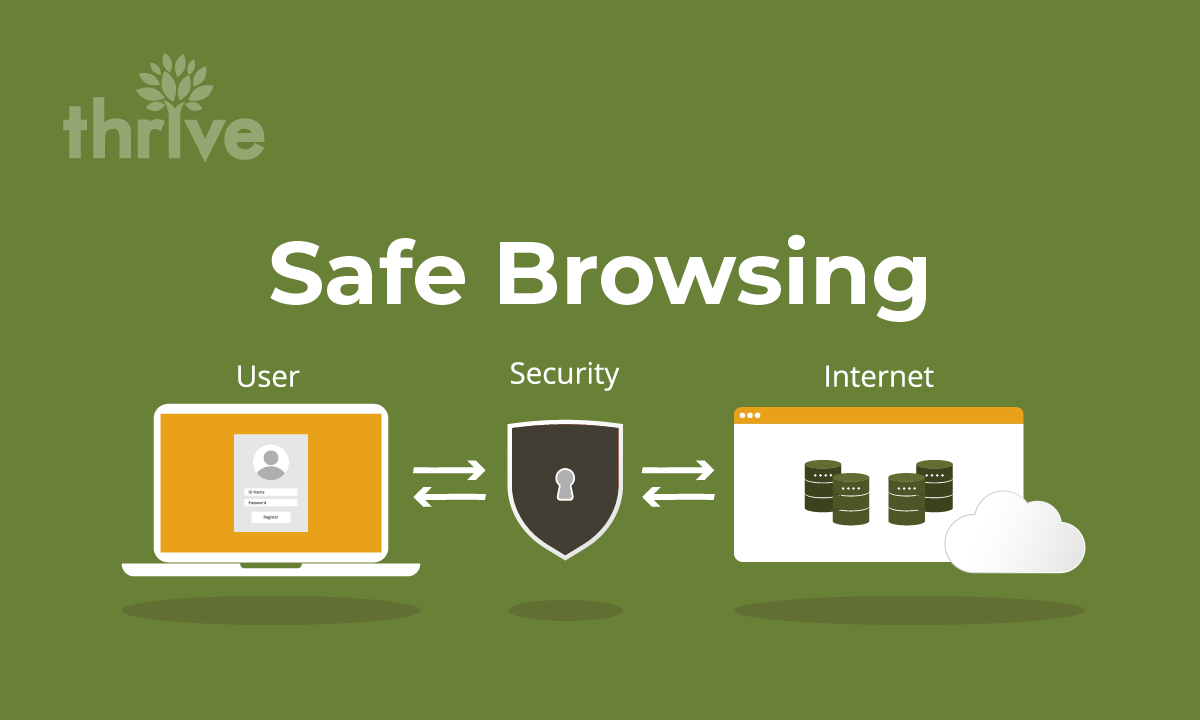 thrive
Safe Browsing
User
Security
Internet
ID Name
Password
Register